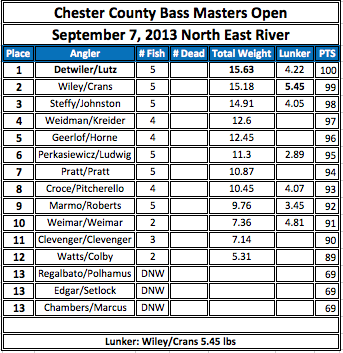 Chester County Bass Masters Open
September 7, 2013 North East River
Place Angler # Fish # Dead Total Weight Lunker PTS
1 Detwiler/Lutz 5 15.63 4.22 100
2 Wiley/Crans 5 15.18 5.45 99
3 Steffy/Johnston 5 14.91 4.05 98
4 Weidman/Kreider 4 12.6 97
5 Geerlof/Horne 5 12.45 96
6 Perkasiewicz/Ludwig 5 11.3 2.89 95
7 Pratt/Pratt 5 10.87 94
8 Croce/Pitcherello 4 10.45 4.07 93
9 Marmo/Roberts 5 9.76 3.45 92
10 Weimar/Weimar 2 7.36 4.81 91
11 Clevenger/Clevenger 3 7.14 90
12 Watts/Colby 2 5.31 89
13 Regalbato/Polhamus DNW 69
13 Edgar/Setlock DNW 69
13 Chambers/Marcus DNW 69
Lunker: Wiley/Crans 5.45 lbs